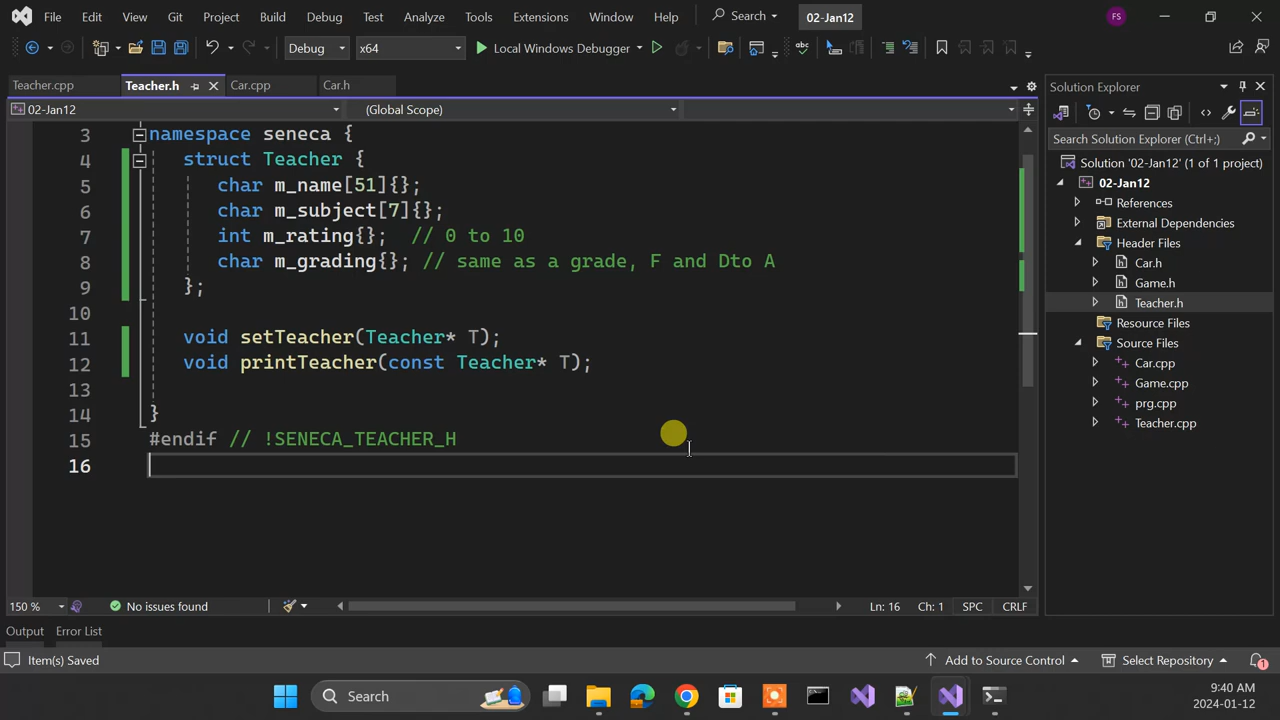 File Edit View Git Project Build Debug Test Analyze Tools Extensions Window Help Search 02-Jan12 FS
Debug x64 Local Windows Debugger
Teacher.cpp Teacher.h Car.cpp Car.h
02-Jan12 (Global Scope)
3 namespace seneca {
4 struct Teacher {
5 char m_name[51]{};
6 char m_subject[7]{};
7 int m_rating{}; // 0 to 10
8 char m_grading{}; // same as a grade, F and Dto A
9 };
10
11 void setTeacher(Teacher* T);
12 void printTeacher(const Teacher* T);
13
14 }
15 #endif // !SENECA_TEACHER_H
16
150 % No issues found Ln: 16 Ch: 1 SPC CRLF
Output Error List
Solution Explorer
Search Solution Explorer (Ctrl+;)
Solution '02-Jan12' (1 of 1 project)
02-Jan12
References
External Dependencies
Header Files
Car.h
Game.h
Teacher.h
Resource Files
Source Files
Car.cpp
Game.cpp
prg.cpp
Teacher.cpp
Item(s) Saved Add to Source Control Select Repository 1
Search 9:40 AM
2024-01-12